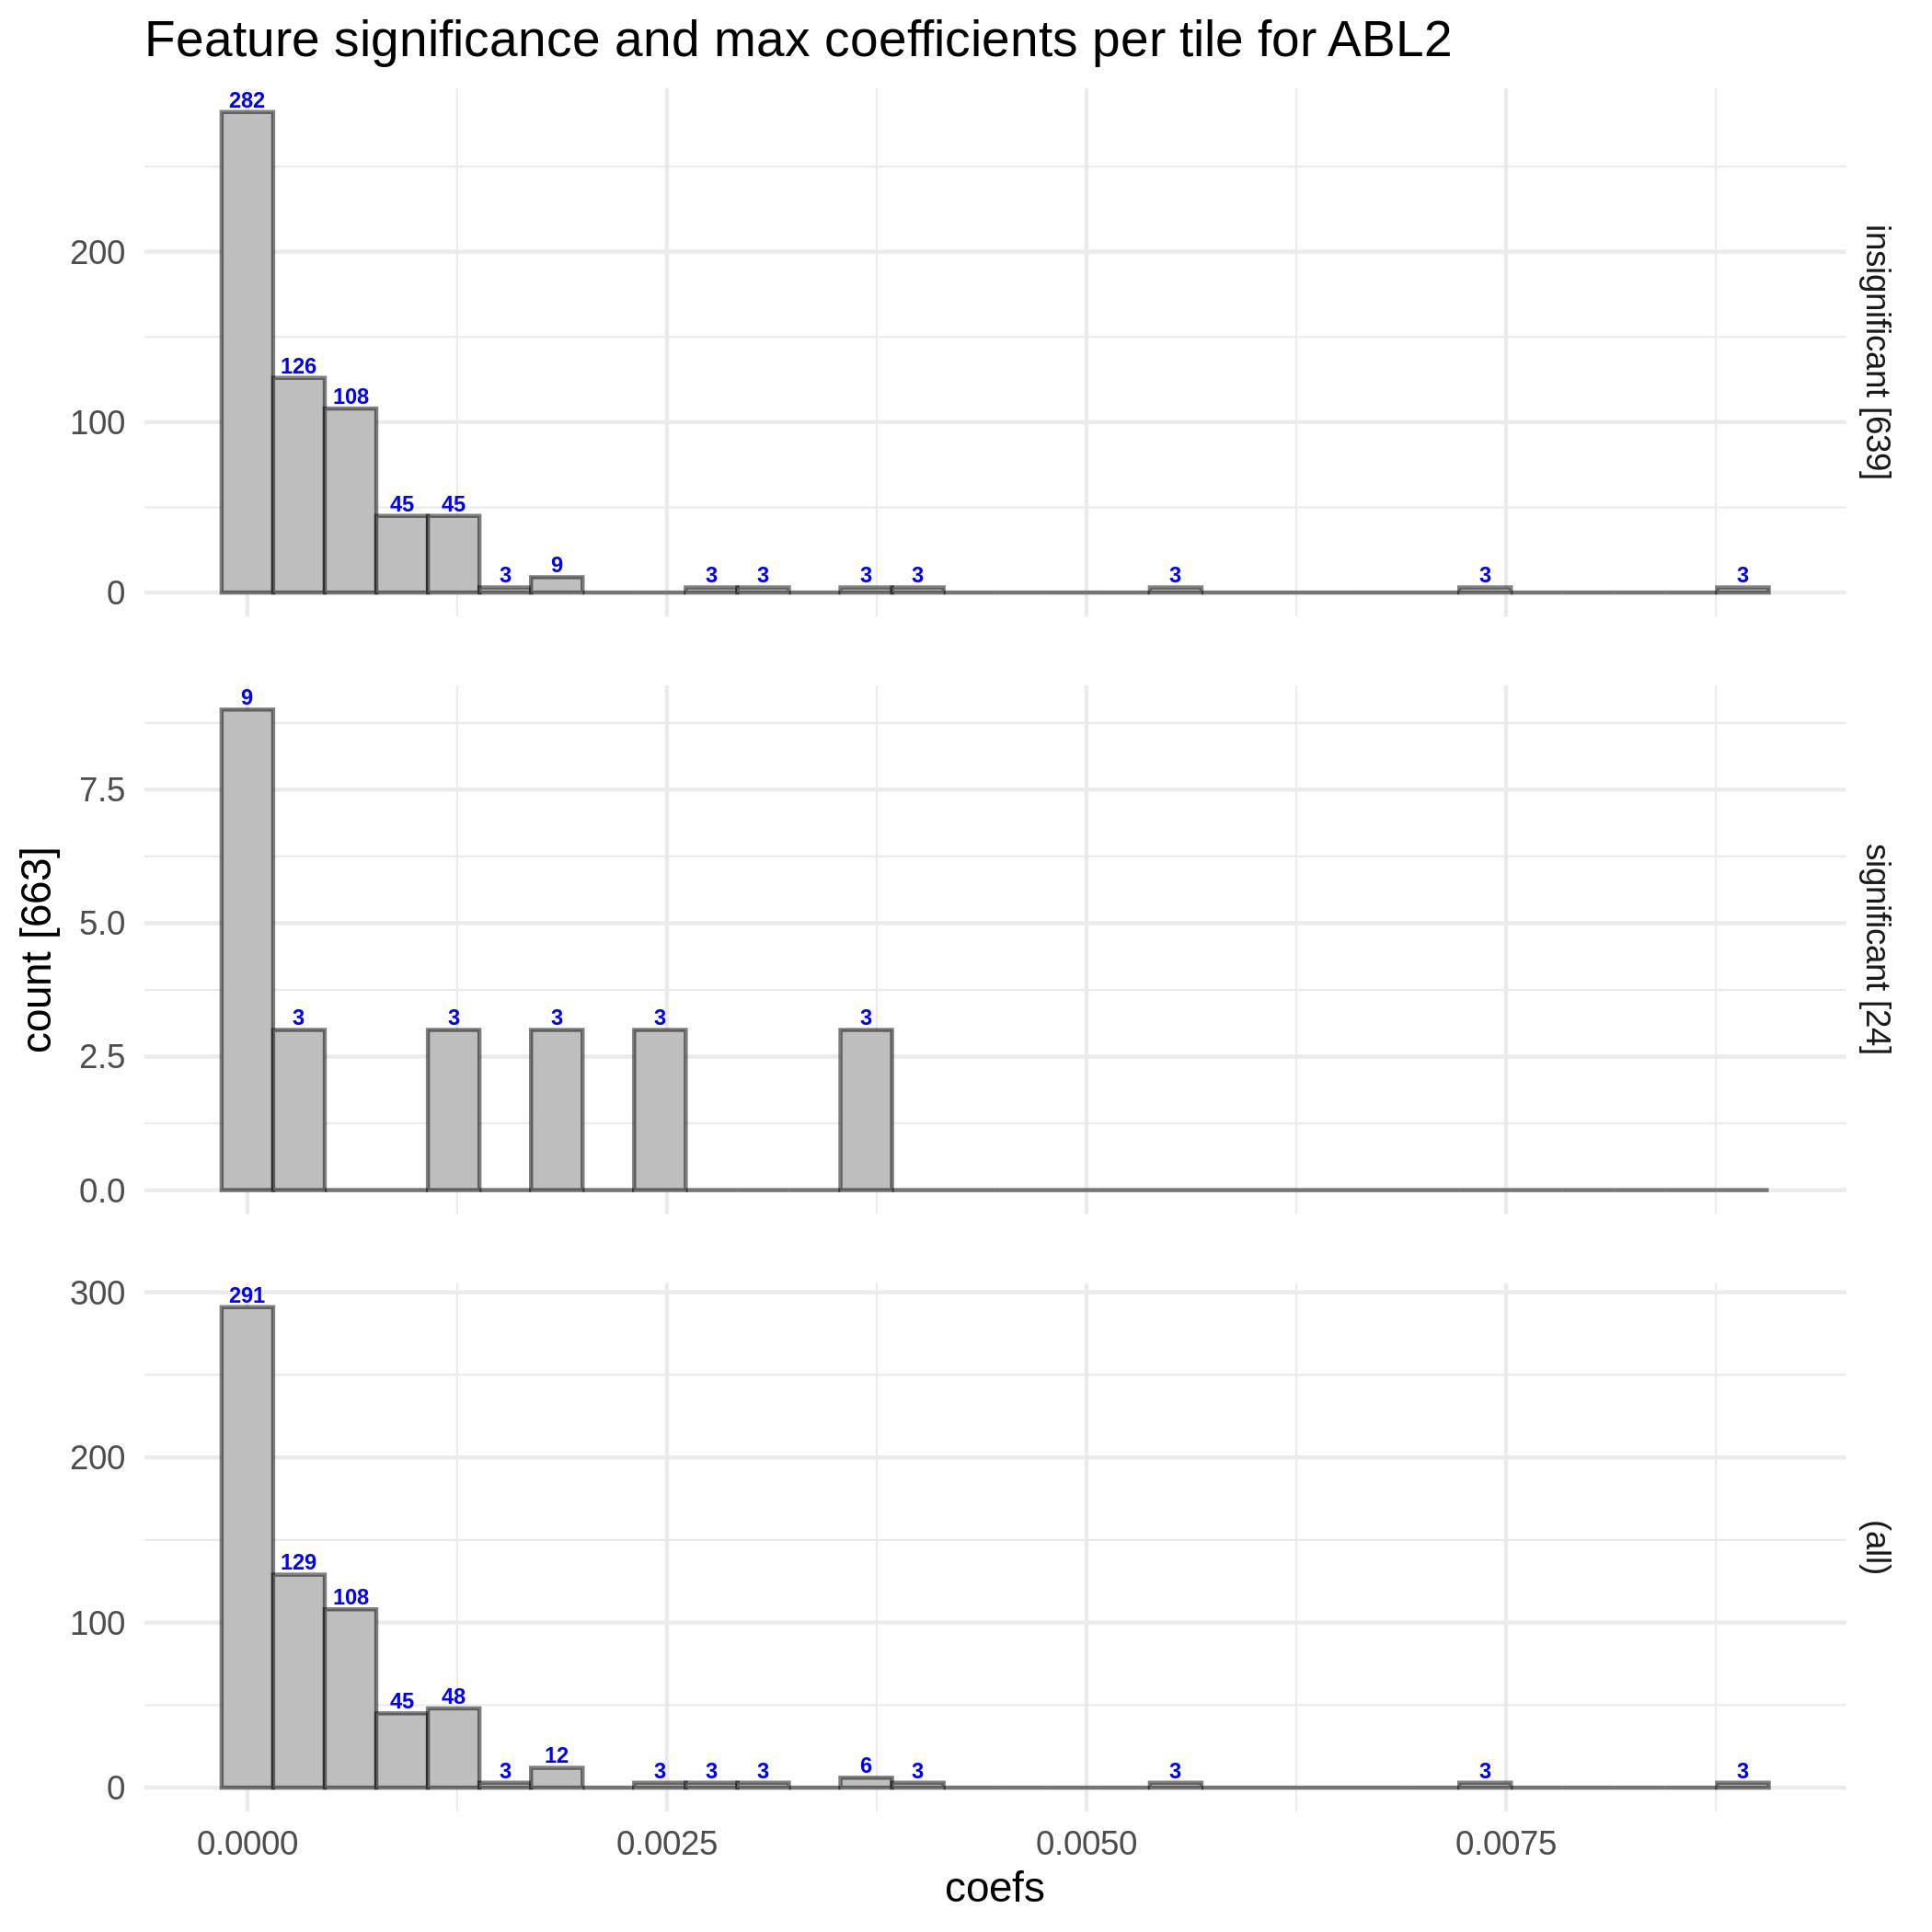 Feature significance and max coefficients per tile for ABL2
282
126
108
45 45
3 9 3 3 3 3 3 3 3
200
100
0
insignificant [639]
9
3 3 3 3 3
7.5
5.0
2.5
0.0
significant [24]
count [663]
291
129
108
45 48
3 12 3 3 3 6 3 3 3 3
300
200
100
0
(all)
0.0000 0.0025 0.0050 0.0075
coefs